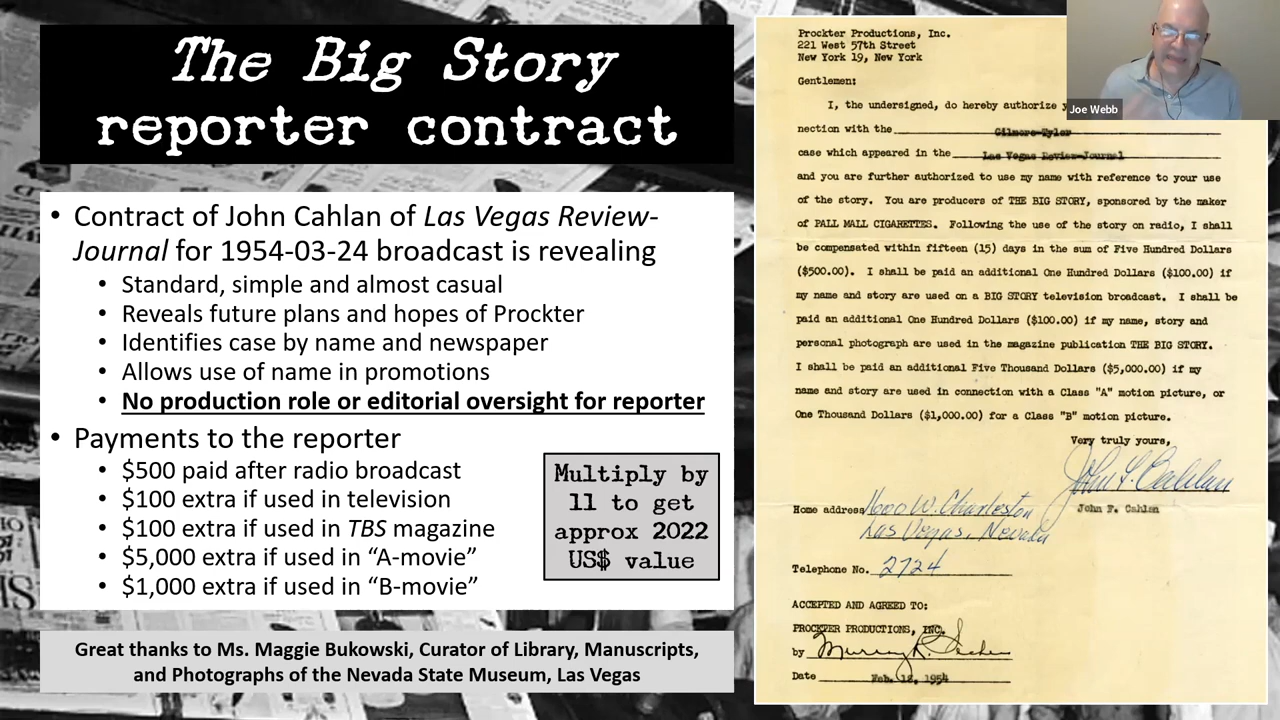 The Big Story
reporter contract
• Contract of John Cahlan of Las Vegas Review-
Journal for 1954-03-24 broadcast is revealing
• Standard, simple and almost casual
• Reveals future plans and hopes of Prockter
• Identifies case by name and newspaper
• Allows use of name in promotions
• No production role or editorial oversight for reporter
• Payments to the reporter
• $500 paid after radio broadcast
• $100 extra if used in television
• $100 extra if used in TBS magazine
• $5,000 extra if used in “A-movie”
• $1,000 extra if used in “B-movie”
Multiply by
11 to get
approx 2022
US$ value
Great thanks to Ms. Maggie Bukowski, Curator of Library, Manuscripts,
and Photographs of the Nevada State Museum, Las Vegas
Prockter Productions, Inc.
221 West 57th Street
New York 19, New York
Gentlemen:
I, the undersigned, do hereby authorize
nection with the Gilmore-Tyler
case which appeared in the Las Vegas Review-Journal
and you are further authorized to use my name with reference to your use
of the story. You are producers of THE BIG STORY, sponsored by the maker
of PALL MALL CIGARETTES. Following the use of the story on radio, I shall
be compensated within fifteen (15) days in the sum of Five Hundred Dollars
($500.00). I shall be paid an additional One Hundred Dollars ($100.00) if
my name and story are used on a BIG STORY television broadcast. I shall be
paid an additional One Hundred Dollars ($100.00) if my name, story and
personal photograph are used in the magazine publication THE BIG STORY.
I shall be paid an additional Five Thousand Dollars ($5,000.00) if my
name and story are used in connection with a Class "A" motion picture, or
One Thousand Dollars ($1,000.00) for a Class "B" motion picture.
Very truly yours,
John F. Cahlan
John F. Cahlan
Home address 1600 W. Charleston
Las Vegas, Nevada
Telephone No. 2724
ACCEPTED AND AGREED TO:
PROCKTER PRODUCTIONS, INC.
by
Date Feb. 18, 1954
Joe Webb